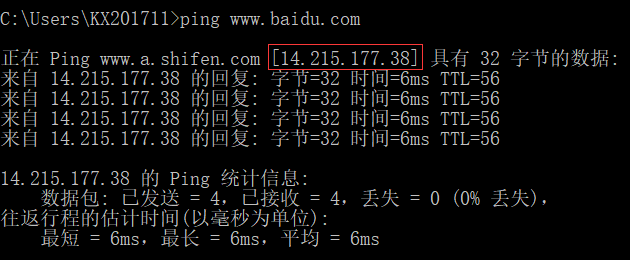 C:\Users\KX201711>ping www.baidu.com
正在 Ping www.a.shifen.com [14.215.177.38] 具有 32 字节的数据:
来自 14.215.177.38 的回复: 字节=32 时间=6ms TTL=56
来自 14.215.177.38 的回复: 字节=32 时间=6ms TTL=56
来自 14.215.177.38 的回复: 字节=32 时间=6ms TTL=56
来自 14.215.177.38 的回复: 字节=32 时间=6ms TTL=56
14.215.177.38 的 Ping 统计信息:
数据包: 已发送 = 4，已接收 = 4，丢失 = 0 (0% 丢失)，
往返行程的估计时间(以毫秒为单位):
最短 = 6ms，最长 = 6ms，平均 = 6ms